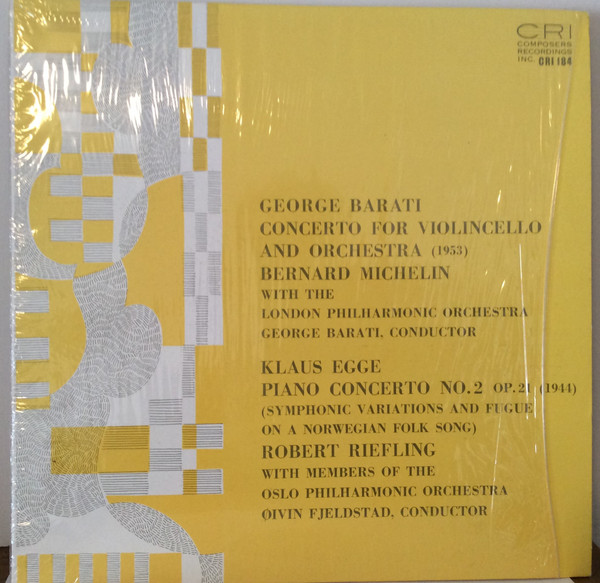 CRI
COMPOSERS
RECORDINGS
INC. CRI 184
GEORGE BARATI
CONCERTO FOR VIOLINCELLO
AND ORCHESTRA (1953)
BERNARD MICHELIN
WITH THE
LONDON PHILHARMONIC ORCHESTRA
GEORGE BARATI, CONDUCTOR
KLAUS EGGE
PIANO CONCERTO NO.2 OP.21 (1944)
(SYMPHONIC VARIATIONS AND FUGUE
ON A NORWEGIAN FOLK SONG)
ROBERT RIEFLING
WITH MEMBERS OF THE
OSLO PHILHARMONIC ORCHESTRA
ØIVIN FJELDSTAD, CONDUCTOR